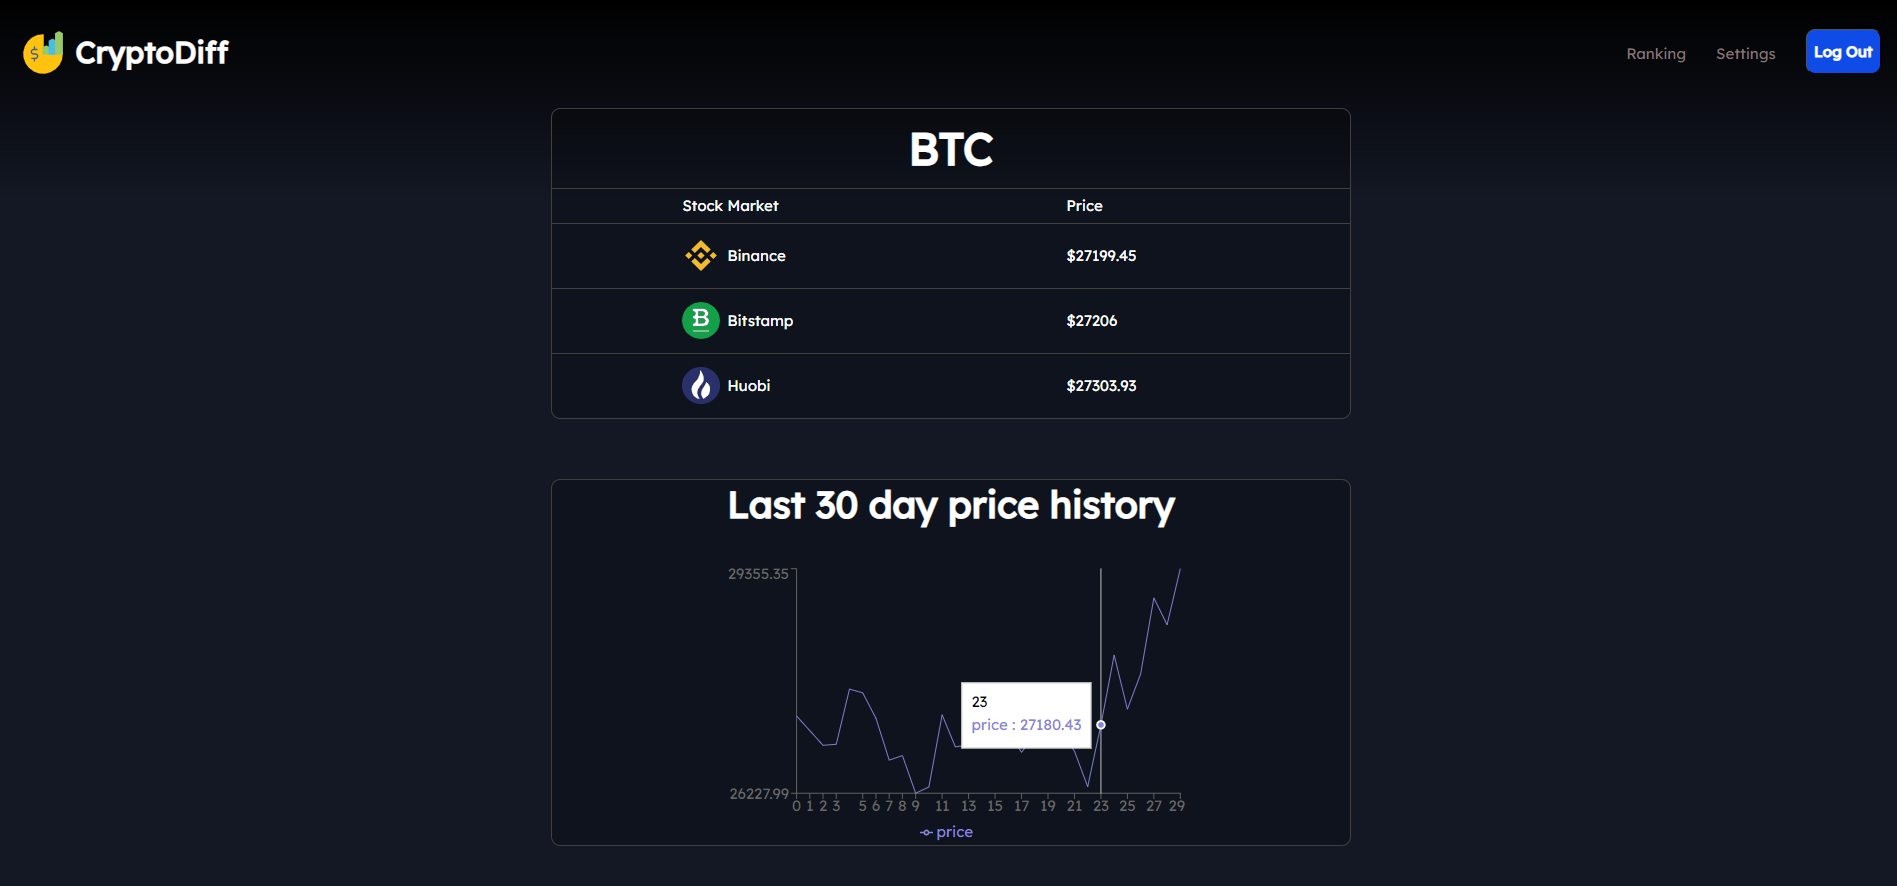 CryptoDiff
Ranking Settings Log Out
BTC
Stock Market Price
Binance $27199.45
Bitstamp $27206
Huobi $27303.93
Last 30 day price history
29355.35
23
price : 27180.43
26227.99
0 1 2 3 5 6 7 8 9 11 13 15 17 19 21 23 25 27 29
price